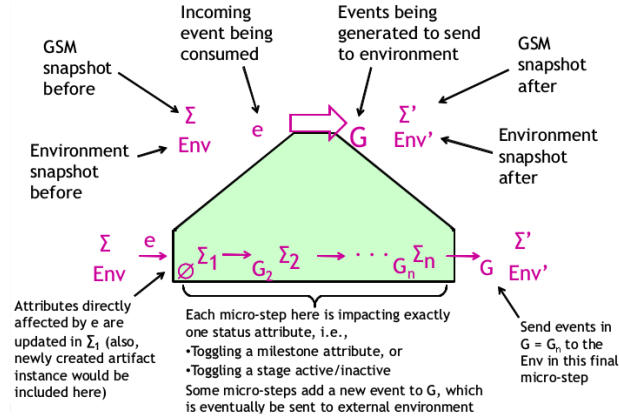 GSM
snapshot
before
Incoming
event being
consumed
Events being
generated to send
to environment
GSM
snapshot
after
Environment
snapshot
before
Σ
Env
e
G
Σ’
Env’
Environment
snapshot
after
Σ
Env
e
∅ Σ1 G2 Σ2 · · · Gn Σn
G
Σ’
Env’
Attributes directly
affected by e are
updated in Σ1 (also,
newly created artifact
instance would be
included here)
Each micro-step here is impacting exactly
one status attribute, i.e.,
•Toggling a milestone attribute, or
•Toggling a stage active/inactive
Some micro-steps add a new event to G, which
is eventually be sent to external environment
Send events in
G = Gn to the
Env in this final
micro-step